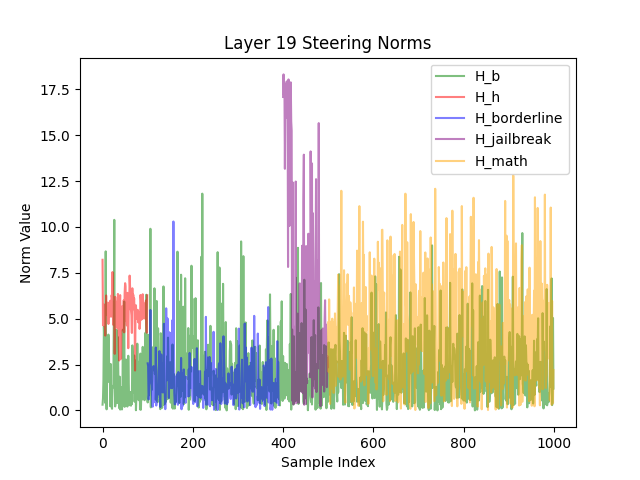 Layer 19 Steering Norms
Norm Value
17.5
15.0
12.5
10.0
7.5
5.0
2.5
0.0
H_b
H_h
H_borderline
H_jailbreak
H_math
0
200
400
600
800
1000
Sample Index